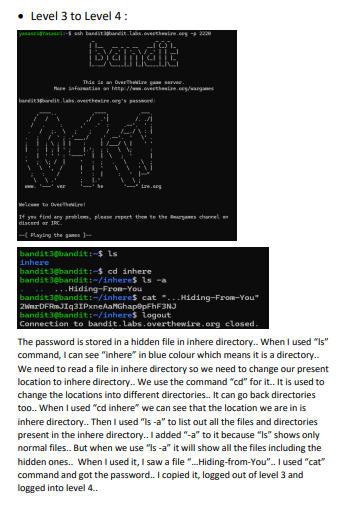 • Level 3 to Level 4 :
yasasri@Yasasri:~$ ssh bandit3@bandit.labs.overthewire.org -p 2220
This is an OverTheWire game server.
More information on http://www.overthewire.org/wargames
bandit3@bandit.labs.overthewire.org's password:
www. ver he ire.org
Welcome to OverTheWire!
If you find any problems, please report them to the #wargames channel on
discord or IRC.
--[ Playing the games ]--
bandit3@bandit:~$ ls
inhere
bandit3@bandit:~$ cd inhere
bandit3@bandit:~/inhere$ ls -a
. .. ...Hiding-From-You
bandit3@bandit:~/inhere$ cat "...Hiding-From-You"
2WmrDFRmJIq3IPxneAaMGhap0pFhF3NJ
bandit3@bandit:~/inhere$ logout
Connection to bandit.labs.overthewire.org closed.
The password is stored in a hidden file in inhere directory.. When I used "ls"
command, I can see "inhere" in blue colour which means it is a directory..
We need to read a file in inhere directory so we need to change our present
location to inhere directory.. We use the command "cd" for it.. It is used to
change the locations into different directories.. It can go back directories
too.. When I used "cd inhere" we can see that the location we are in is
inhere directory.. Then I used "ls -a" to list out all the files and directories
present in the inhere directory.. I added "-a" to it because "ls" shows only
normal files.. But when we use "ls -a" it will show all the files including the
hidden ones.. When I used it, I saw a file "...Hiding-from-You".. I used "cat"
command and got the password.. I copied it, logged out of level 3 and
logged into level 4..